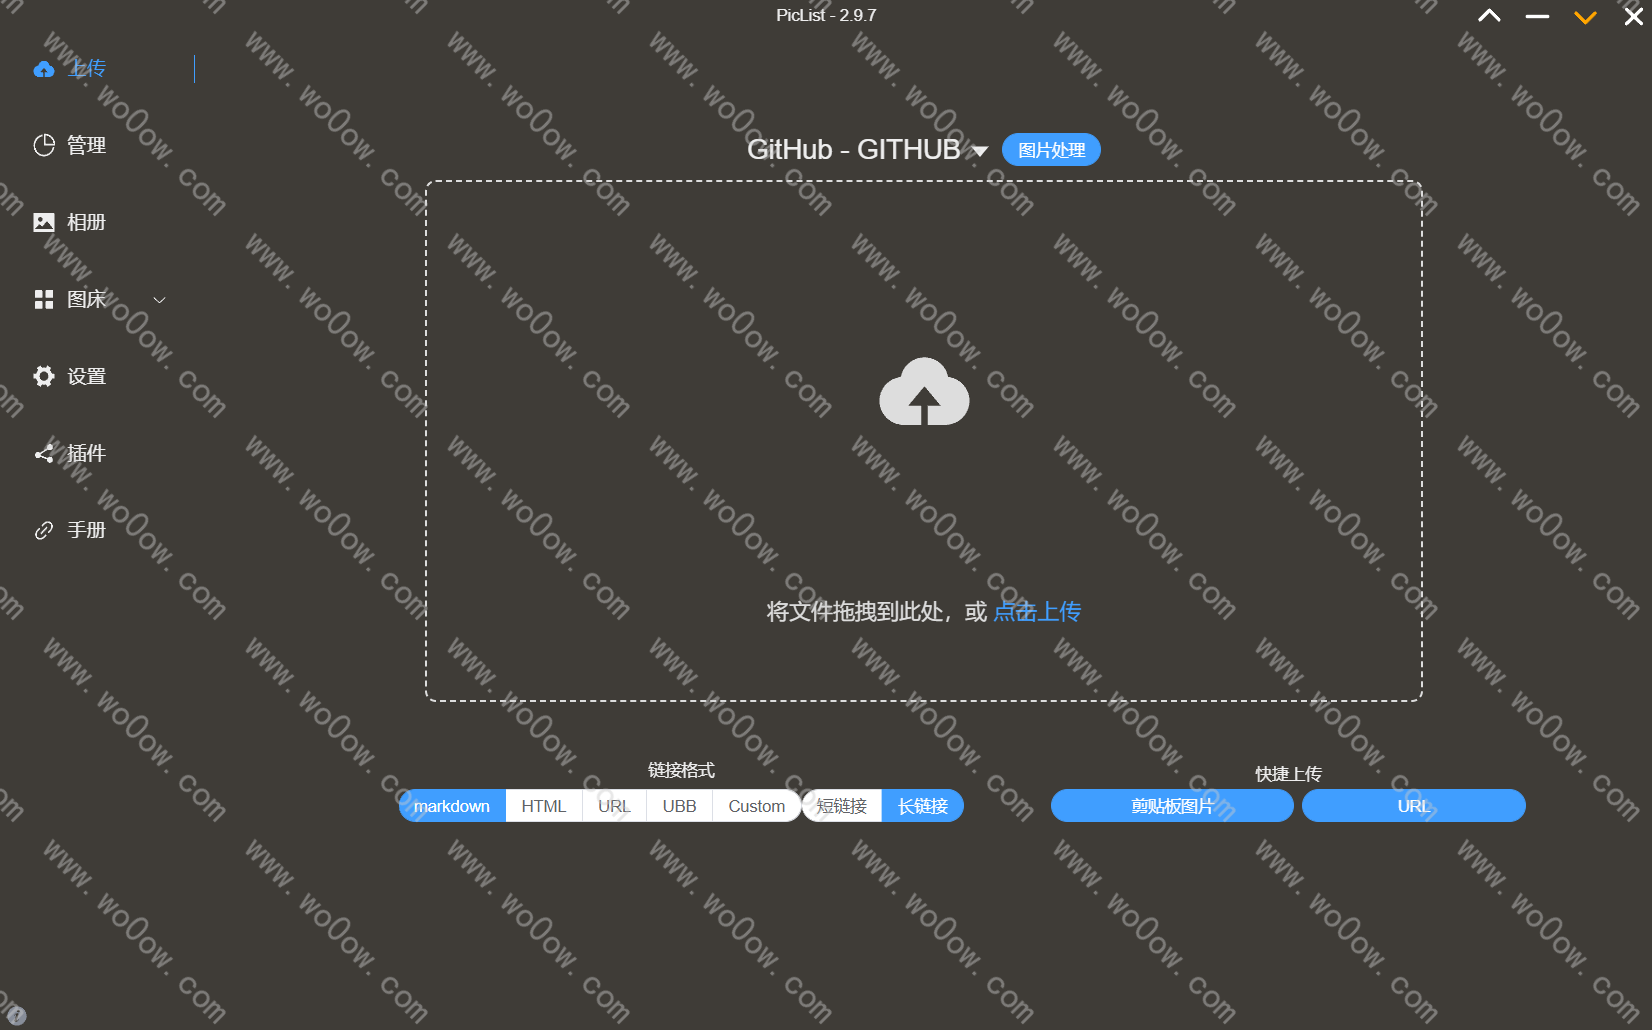 PicList - 2.9.7
上传
管理
相册
图床
设置
插件
手册
GitHub - GITHUB
图片处理
将文件拖拽到此处，或 点击上传
链接格式
markdown HTML URL UBB Custom 短链接 长链接
快捷上传
剪贴板图片 URL
www.woOow.com